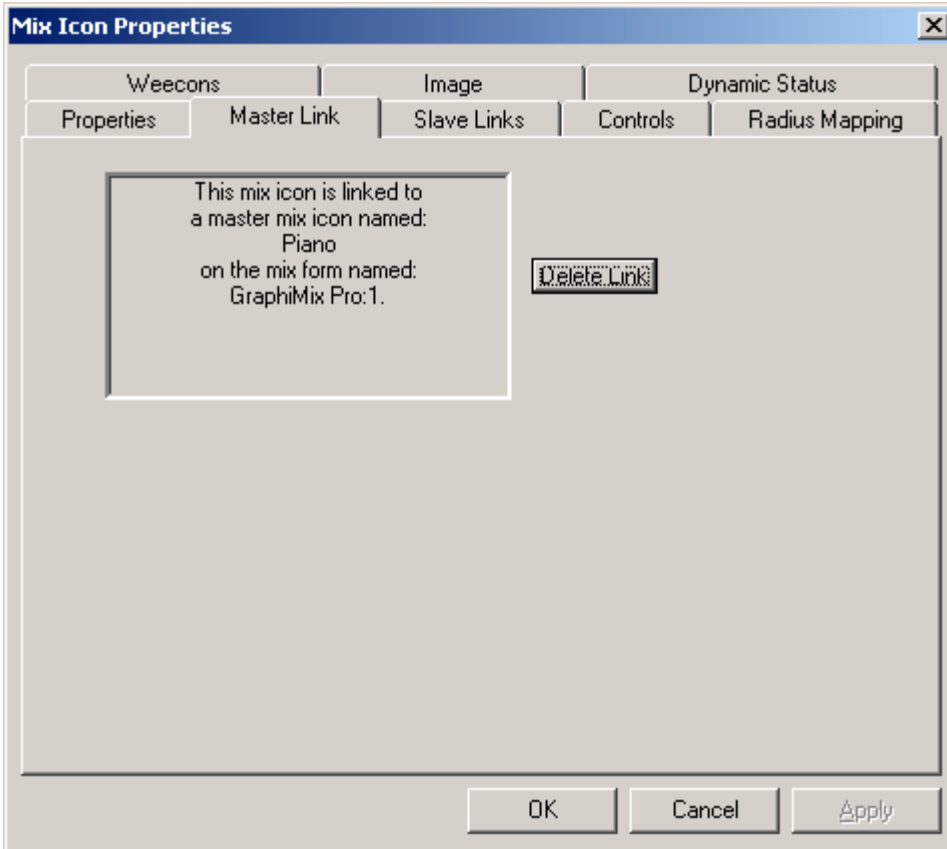 Mix Icon Properties
Weecons Image Dynamic Status
Properties Master Link Slave Links Controls Radius Mapping
This mix icon is linked to
a master mix icon named:
Piano
on the mix form named:
GraphiMix Pro:1.
Delete Link
OK Cancel Apply